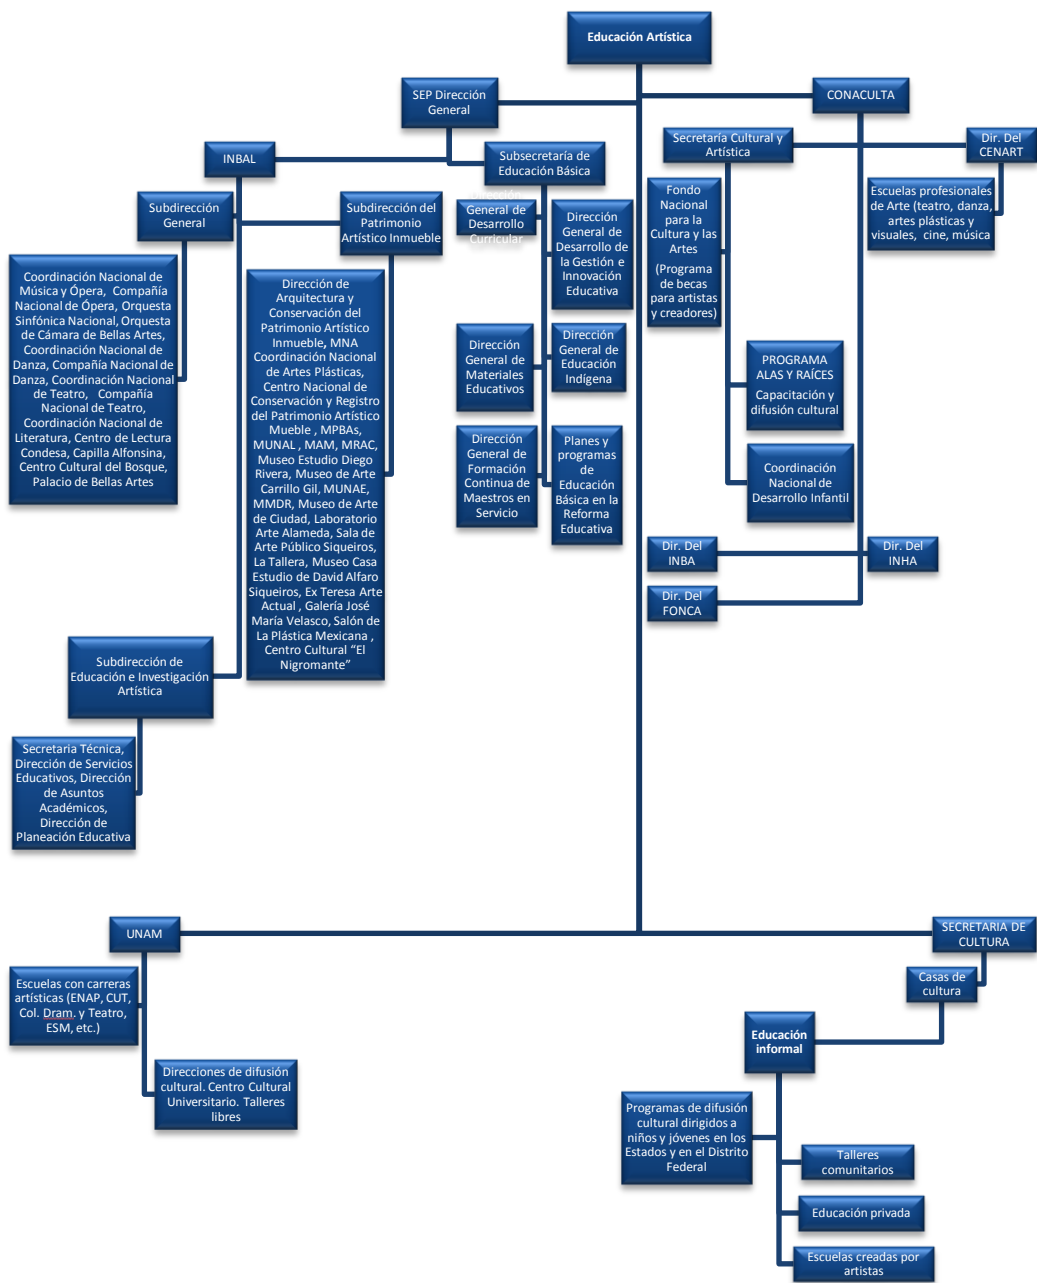 Educación Artística
SEP Dirección
General
CONACULTA
INBAL
Subsecretaría de
Educación Básica
Secretaría Cultural y
Artística
Dir. Del
CENART
Subdirección
General
Subdirección del
Patrimonio
Artístico Inmueble
Dirección
General de
Desarrollo
Curricular
Dirección
General de
Desarrollo de
la Gestión e
Innovación
Educativa
Fondo
Nacional
para la
Cultura y las
Artes
(Programa
de becas
para artistas
y creadores)
Escuelas profesionales
de Arte (teatro, danza,
artes plásticas y
visuales, cine, música
Coordinación Nacional de
Música y Ópera, Compañía
Nacional de Ópera, Orquesta
Sinfónica Nacional, Orquesta
de Cámara de Bellas Artes,
Coordinación Nacional de
Danza, Compañía Nacional de
Danza, Coordinación Nacional
de Teatro, Compañía
Nacional de Teatro,
Coordinación Nacional de
Literatura, Centro de Lectura
Condesa, Capilla Alfonsina,
Centro Cultural del Bosque,
Palacio de Bellas Artes
Dirección de
Arquitectura y
Conservación del
Patrimonio Artístico
Inmueble, MNA
Coordinación Nacional
de Artes Plásticas,
Centro Nacional de
Conservación y Registro
del Patrimonio Artístico
Mueble , MPBAs,
MUNAL , MAM, MRAC,
Museo Estudio Diego
Rivera, Museo de Arte
Carrillo Gil, MUNAE,
MMDR, Museo de Arte
de Ciudad, Laboratorio
Arte Alameda, Sala de
Arte Público Siqueiros,
La Tallera, Museo Casa
Estudio de David Alfaro
Siqueiros, Ex Teresa Arte
Actual , Galería José
María Velasco, Salón de
La Plástica Mexicana ,
Centro Cultural “El
Nigromante”
Dirección
General de
Materiales
Educativos
Dirección
General de
Educación
Indígena
PROGRAMA
ALAS Y RAÍCES
Capacitación y
difusión cultural
Dirección
General de
Formación
Continua de
Maestros en
Servicio
Planes y
programas
de
Educación
Básica en la
Reforma
Educativa
Coordinación
Nacional de
Desarrollo Infantil
Dir. Del
INBA
Dir. Del
INHA
Dir. Del
FONCA
Subdirección de
Educación e Investigación
Artística
Secretaria Técnica,
Dirección de Servicios
Educativos, Dirección
de Asuntos
Académicos,
Dirección de
Planeación Educativa
UNAM
SECRETARIA DE
CULTURA
Escuelas con carreras
artísticas (ENAP, CUT,
Col. Dram. y Teatro,
ESM, etc.)
Casas de
cultura
Educación
informal
Direcciones de difusión
cultural. Centro Cultural
Universitario. Talleres
libres
Programas de difusión
cultural dirigidos a
niños y jóvenes en los
Estados y en el Distrito
Federal
Talleres
comunitarios
Educación privada
Escuelas creadas por
artistas